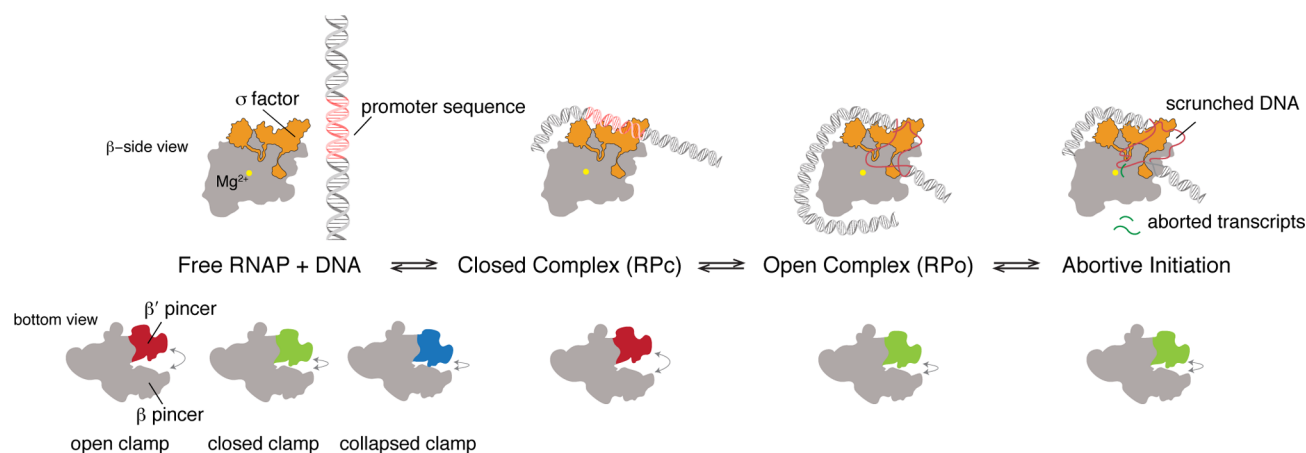 σ factor
promoter sequence
scrunched DNA
β–side view
Mg²⁺
aborted transcripts
Free RNAP + DNA
Closed Complex (RPc)
Open Complex (RPo)
Abortive Initiation
bottom view
β′ pincer
β pincer
open clamp
closed clamp
collapsed clamp